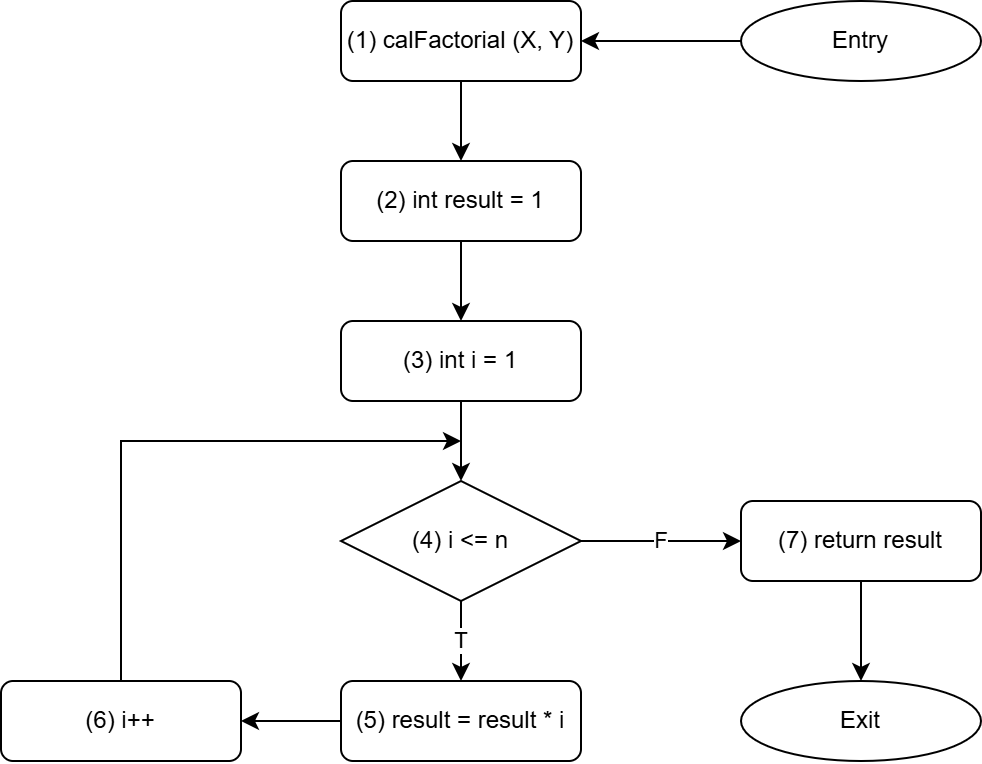 (1) calFactorial (X, Y)
Entry
(2) int result = 1
(3) int i = 1
(4) i <= n
F
(7) return result
T
(6) i++
(5) result = result * i
Exit